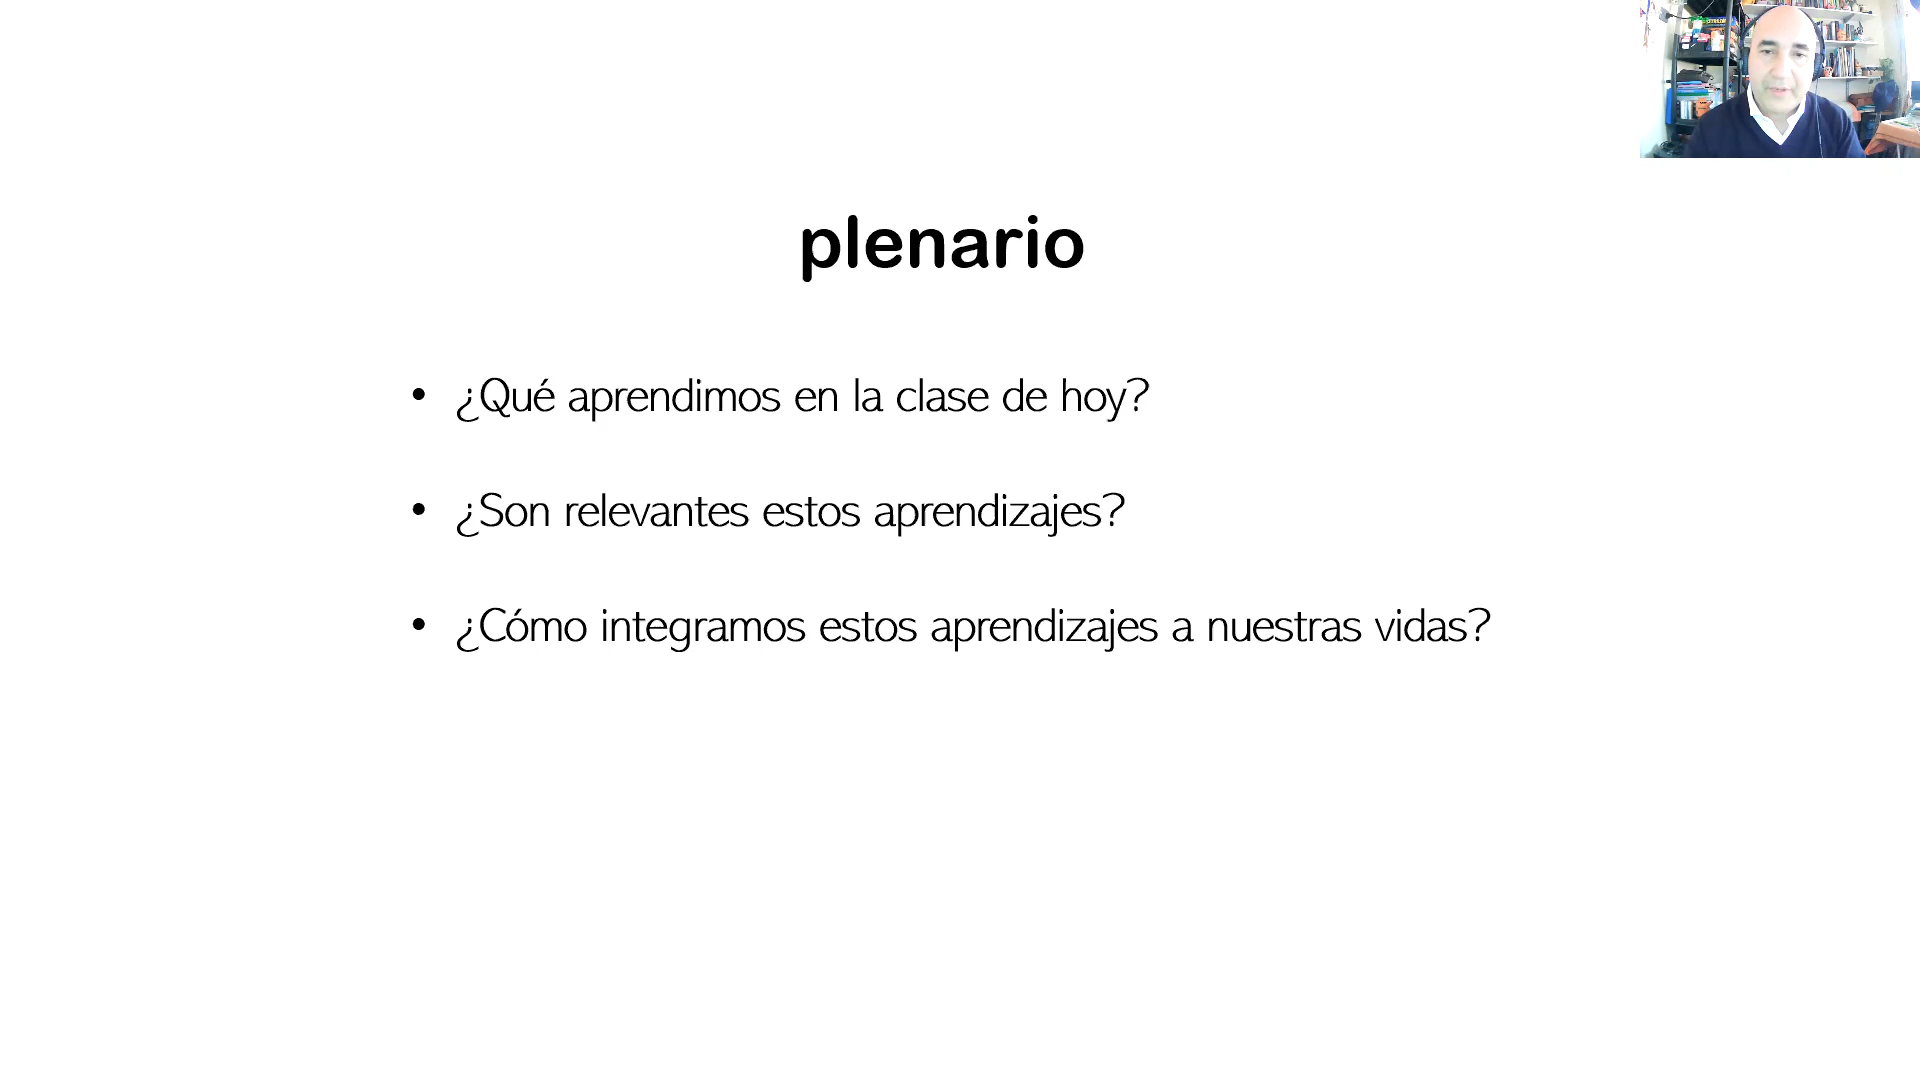 plenario
• ¿Qué aprendimos en la clase de hoy?
• ¿Son relevantes estos aprendizajes?
• ¿Cómo integramos estos aprendizajes a nuestras vidas?